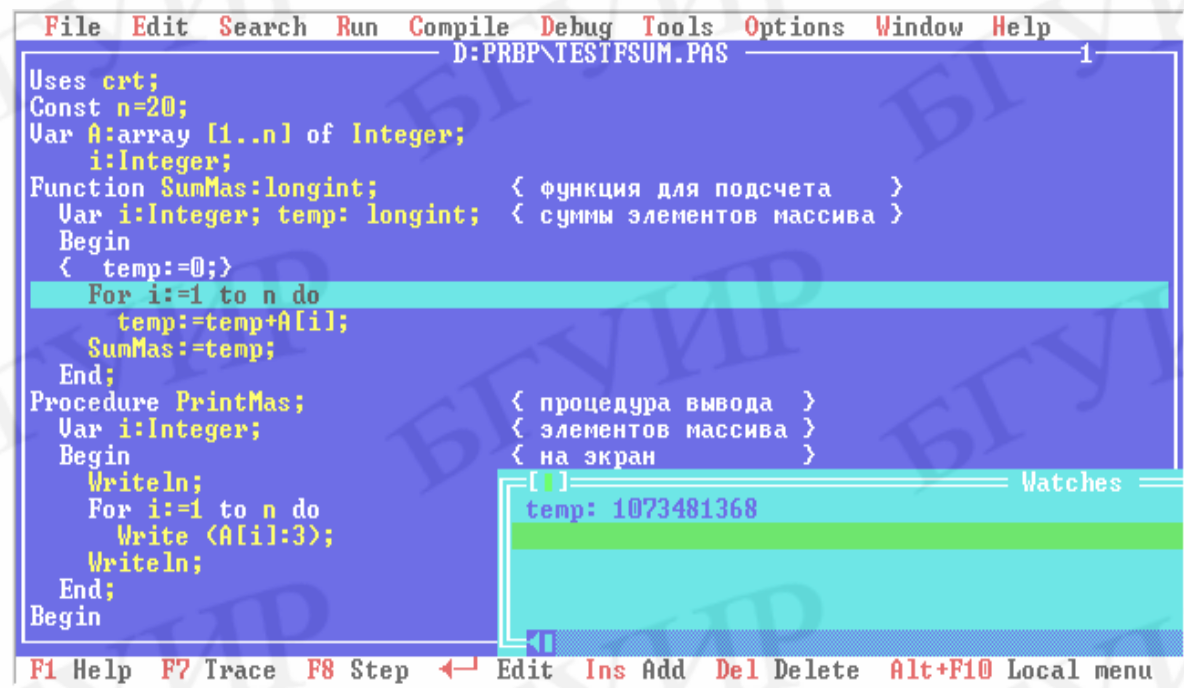 File Edit Search Run Compile Debug Tools Options Window Help
D:PRBP\TESTFSUM.PAS 1
Uses crt;
Const n=20;
Var A:array [1..n] of Integer;
i:Integer;
Function SumMas:longint; { функция для подсчета }
Var i:Integer; temp: longint; { суммы элементов массива }
Begin
{ temp:=0;}
For i:=1 to n do
temp:=temp+A[i];
SumMas:=temp;
End;
Procedure PrintMas; { процедура вывода }
Var i:Integer; { элементов массива }
Begin { на экран }
Writeln;
For i:=1 to n do
Write (A[i]:3);
Writeln;
End;
Begin
[ ] Watches
temp: 1073481368
F1 Help F7 Trace F8 Step ◄─┘ Edit Ins Add Del Delete Alt+F10 Local menu
БГУИР
БГУИР
БГУИР